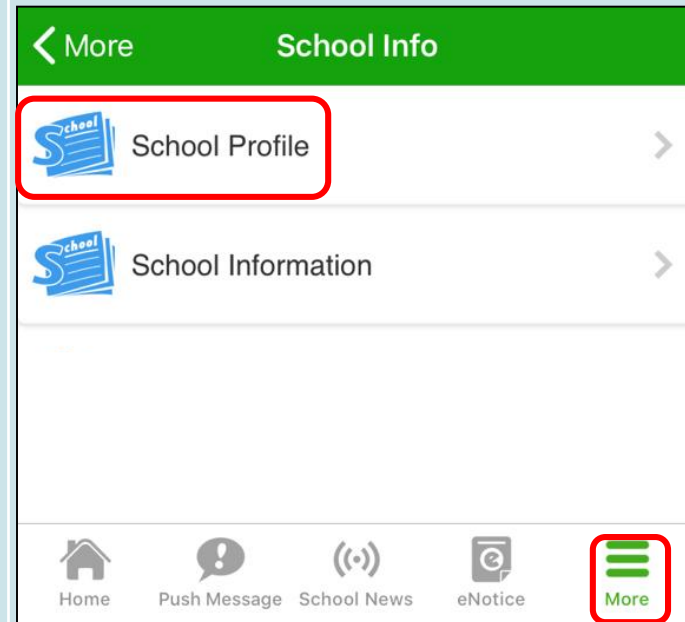 More
School Info
School
School Profile
School
School Information
Home
Push Message
School News
eNotice
More